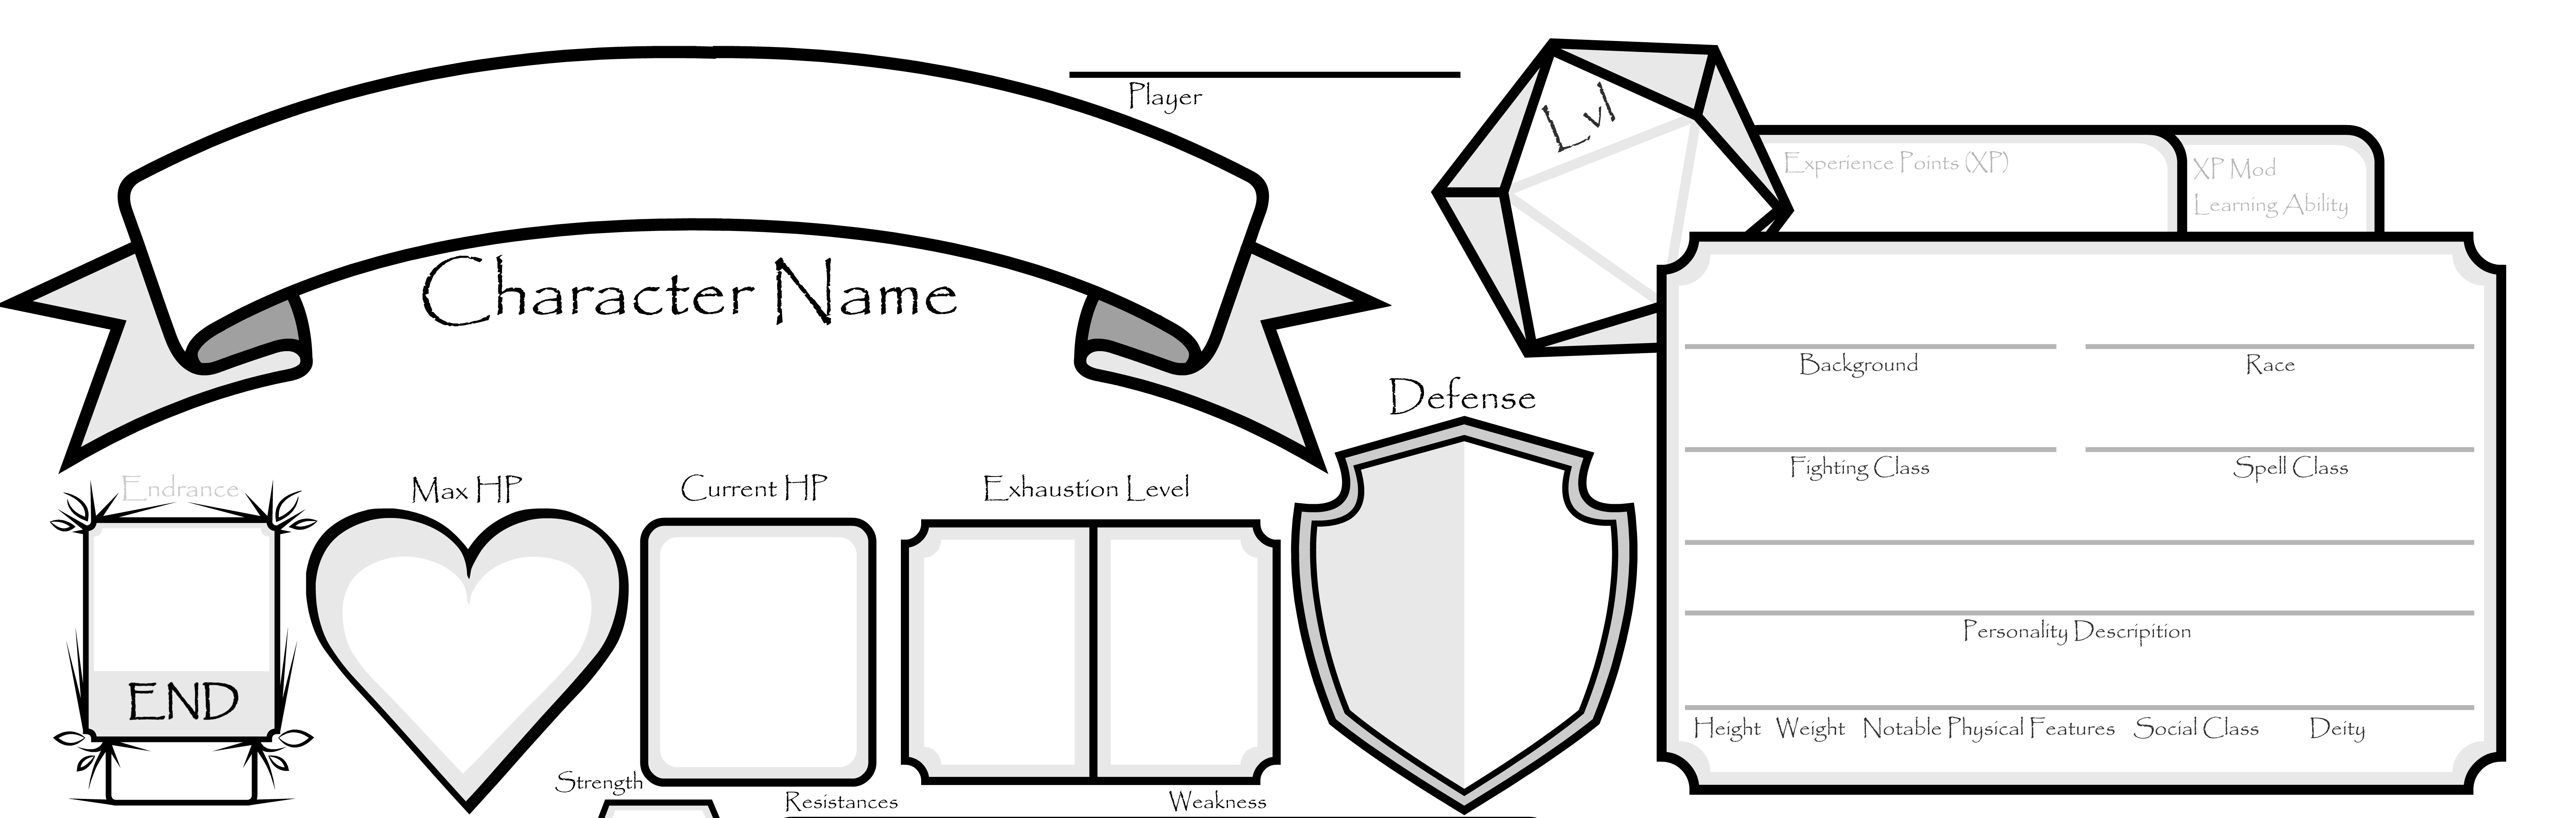 Player
Lvl
Experience Points (XP)
XP Mod
Learning Ability
Character Name
Background
Race
Defense
Fighting Class
Spell Class
Endrance
Max HP
Current HP
Exhaustion Level
Personality Descripition
END
Height Weight Notable Physical Features Social Class Deity
Strength
Resistances
Weakness